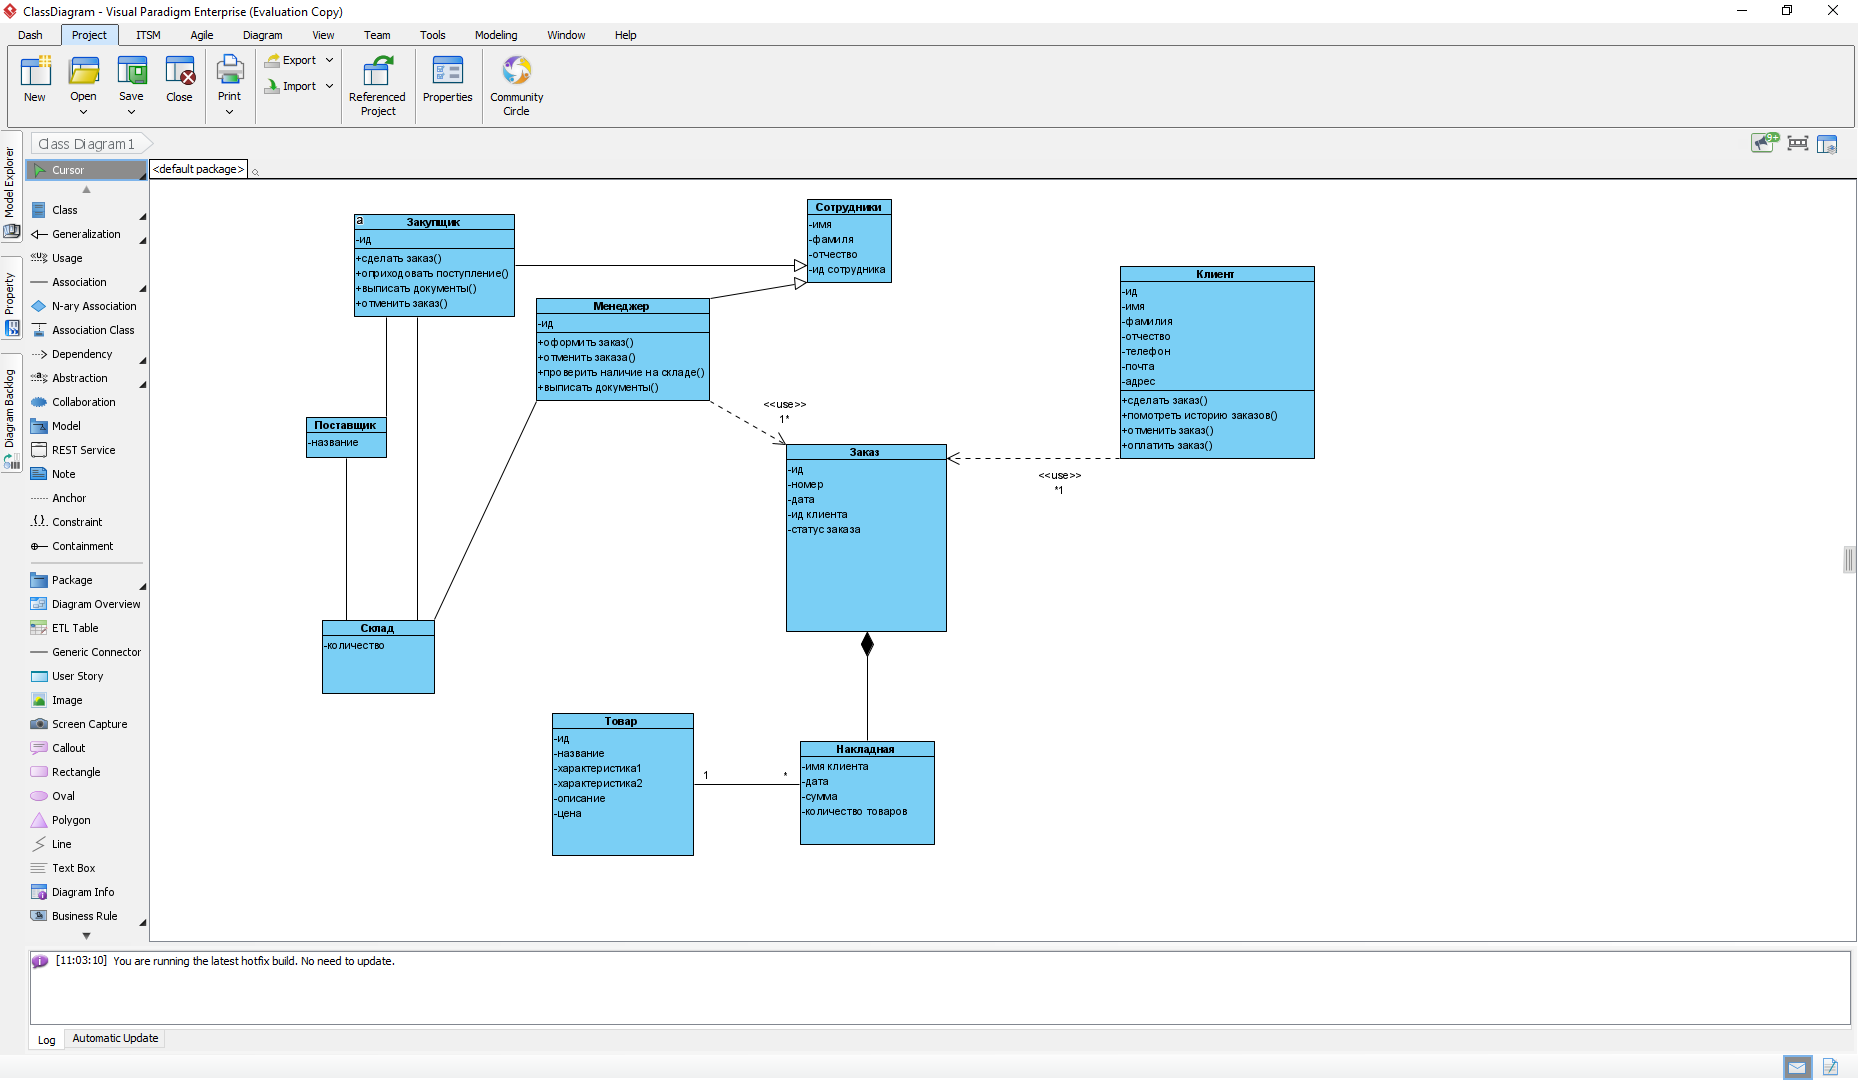 ClassDiagram - Visual Paradigm Enterprise (Evaluation Copy)
Dash Project ITSM Agile Diagram View Team Tools Modeling Window Help
New
Open
Save
Close
Print
Export
Import
Referenced
Project
Properties
Community
Circle
Class Diagram1
9+
Model Explorer
Property
Diagram Backlog
Cursor
Class
Generalization
Usage
Association
N-ary Association
Association Class
Dependency
Abstraction
Collaboration
Model
REST Service
Note
Anchor
Constraint
Containment
Package
Diagram Overview
ETL Table
Generic Connector
User Story
Image
Screen Capture
Callout
Rectangle
Oval
Polygon
Line
Text Box
Diagram Info
Business Rule
<default package>
a
Закупщик
-ид
+сделать заказ()
+оприходовать поступление()
+выписать документы()
+отменить заказ()
Сотрудники
-имя
-фамиля
-отчество
-ид сотрудника
Менеджер
-ид
+оформить заказ()
+отменить заказа()
+проверить наличие на складе()
+выписать документы()
Клиент
-ид
-имя
-фамилия
-отчество
-телефон
-почта
-адрес
+сделать заказ()
+помотреть историю заказов()
+отменить заказ()
+оплатить заказ()
<<use>>
1*
Поставщик
-название
Заказ
-ид
-номер
-дата
-ид клиента
-статус заказа
<<use>>
*1
Склад
-количество
Товар
-ид
-название
-характеристика1
-характеристика2
-описание
-цена
1
*
Накладная
-имя клиента
-дата
-сумма
-количество товаров
[11:03:10] You are running the latest hotfix build. No need to update.
Log
Automatic Update